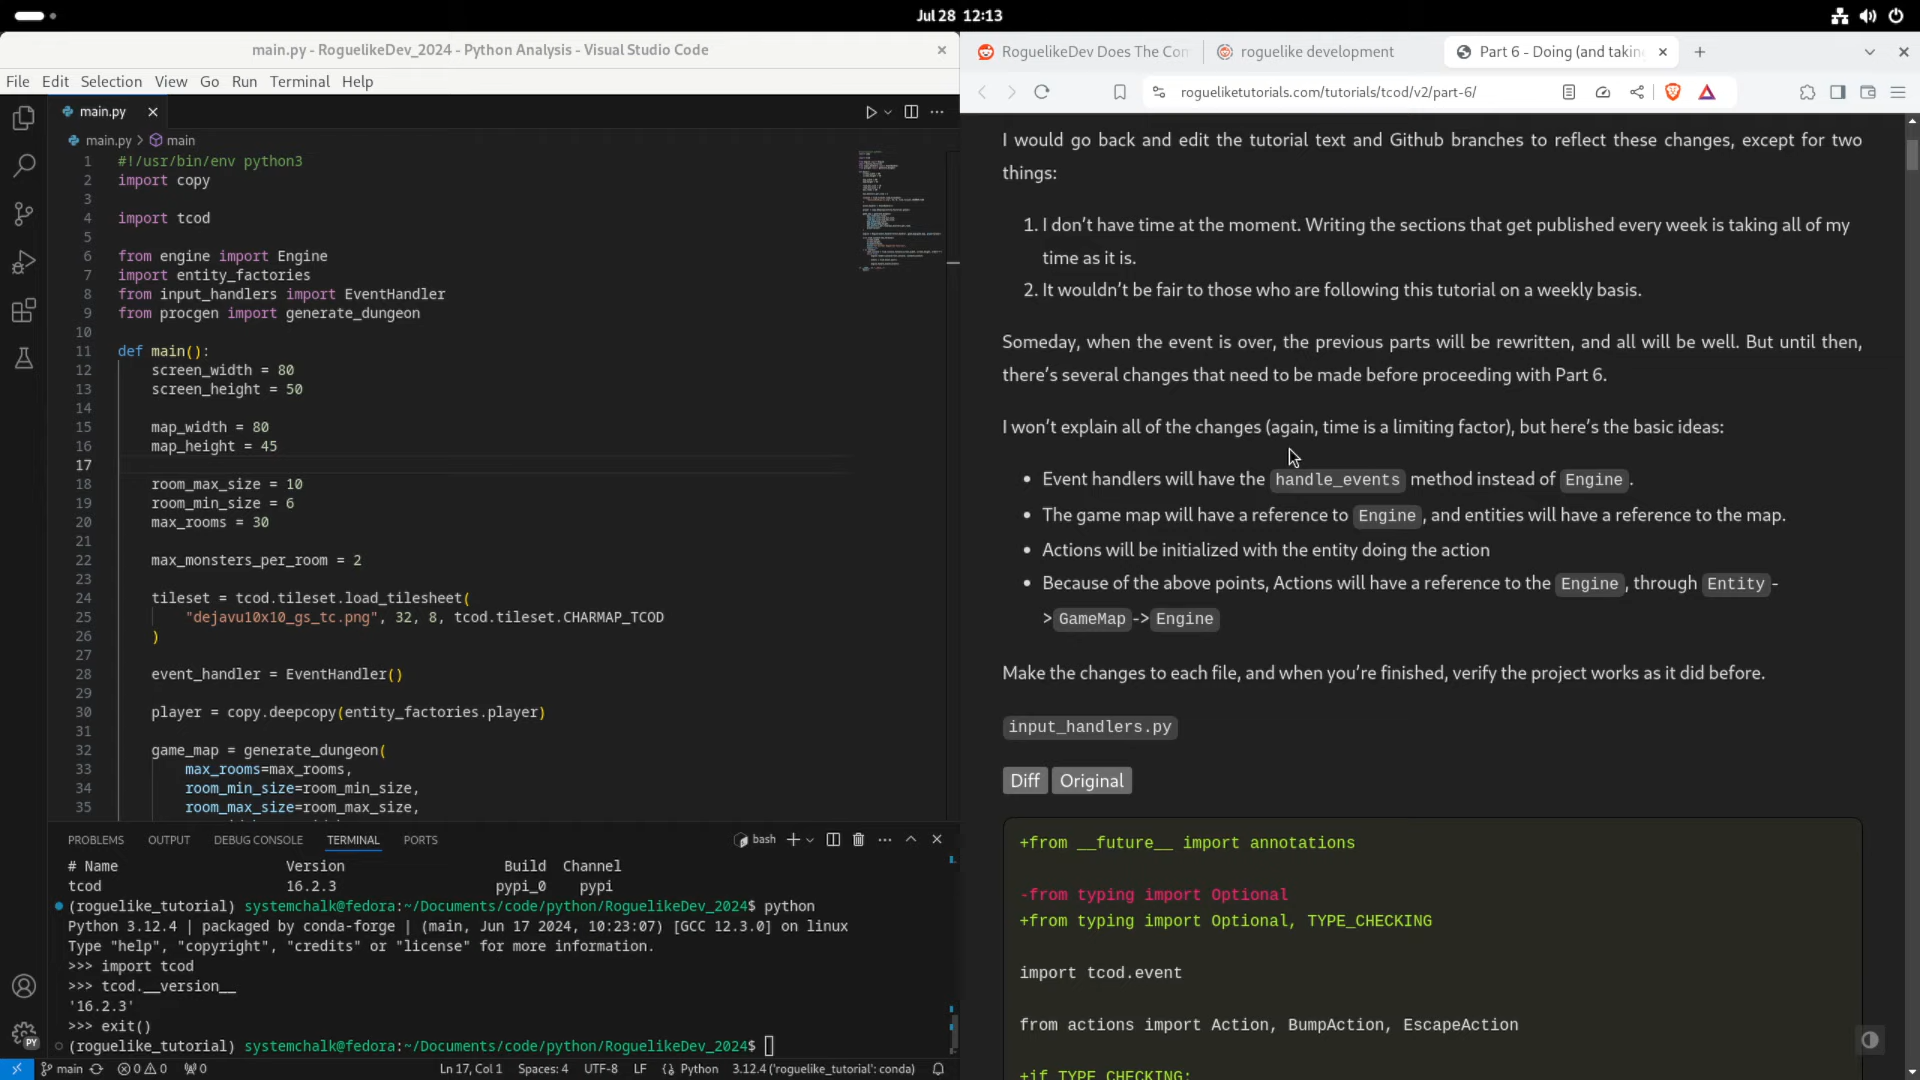 Jul 28 12:13
main.py - RoguelikeDev_2024 - Python Analysis - Visual Studio Code
File Edit Selection View Go Run Terminal Help
main.py
main.py > main
1 #!/usr/bin/env python3
2 import copy
3
4 import tcod
5
6 from engine import Engine
7 import entity_factories
8 from input_handlers import EventHandler
9 from procgen import generate_dungeon
10
11 def main():
12 screen_width = 80
13 screen_height = 50
14
15 map_width = 80
16 map_height = 45
17
18 room_max_size = 10
19 room_min_size = 6
20 max_rooms = 30
21
22 max_monsters_per_room = 2
23
24 tileset = tcod.tileset.load_tilesheet(
25 "dejavu10x10_gs_tc.png", 32, 8, tcod.tileset.CHARMAP_TCOD
26 )
27
28 event_handler = EventHandler()
29
30 player = copy.deepcopy(entity_factories.player)
31
32 game_map = generate_dungeon(
33 max_rooms=max_rooms,
34 room_min_size=room_min_size,
35 room_max_size=room_max_size,
PROBLEMS OUTPUT DEBUG CONSOLE TERMINAL PORTS
bash
# Name Version Build Channel
tcod 16.2.3 pypi_0 pypi
(roguelike_tutorial) systemchalk@fedora:~/Documents/code/python/RoguelikeDev_2024$ python
Python 3.12.4 | packaged by conda-forge | (main, Jun 17 2024, 10:23:07) [GCC 12.3.0] on linux
Type "help", "copyright", "credits" or "license" for more information.
>>> import tcod
>>> tcod.__version__
'16.2.3'
>>> exit()
(roguelike_tutorial) systemchalk@fedora:~/Documents/code/python/RoguelikeDev_2024$
PY
main 0 0 0 Ln 17, Col 1 Spaces: 4 UTF-8 LF Python 3.12.4 ('roguelike_tutorial': conda)
RoguelikeDev Does The Com
roguelike development
Part 6 - Doing (and takin
rogueliketutorials.com/tutorials/tcod/v2/part-6/
I would go back and edit the tutorial text and Github branches to reflect these changes, except for two
things:
1. I don't have time at the moment. Writing the sections that get published every week is taking all of my
time as it is.
2. It wouldn't be fair to those who are following this tutorial on a weekly basis.
Someday, when the event is over, the previous parts will be rewritten, and all will be well. But until then,
there's several changes that need to be made before proceeding with Part 6.
I won't explain all of the changes (again, time is a limiting factor), but here's the basic ideas:
• Event handlers will have the handle_events method instead of Engine.
• The game map will have a reference to Engine, and entities will have a reference to the map.
• Actions will be initialized with the entity doing the action
• Because of the above points, Actions will have a reference to the Engine, through Entity-
>GameMap->Engine
Make the changes to each file, and when you're finished, verify the project works as it did before.
input_handlers.py
Diff Original
+from __future__ import annotations
-from typing import Optional
+from typing import Optional, TYPE_CHECKING
import tcod.event
from actions import Action, BumpAction, EscapeAction
+if TYPE_CHECKING: